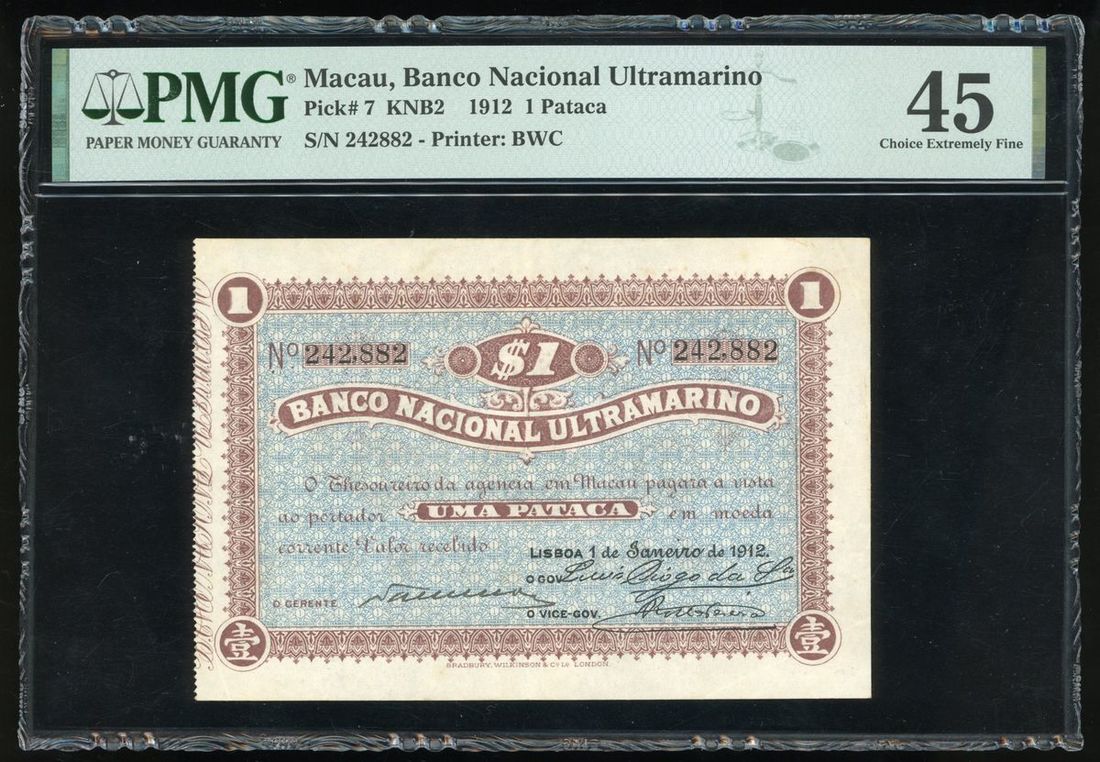 PMG®
PAPER MONEY GUARANTY
Macau, Banco Nacional Ultramarino
Pick# 7 KNB2 1912 1 Pataca
S/N 242882 - Printer: BWC
45
Choice Extremely Fine
1 1
Nº 242,882 $1 Nº 242,882
BANCO NACIONAL ULTRAMARINO
O Thesoureiro da agencia em Macau pagará a vista
ao portador UMA PATACA em moeda
corrente Valor recebido
LISBOA 1 de Janeiro de 1912.
O GOV. Luis Diogo da
O GERENTE
O VICE-GOV.
壹 壹
BRADBURY, WILKINSON & Cº Lᴰ LONDON.